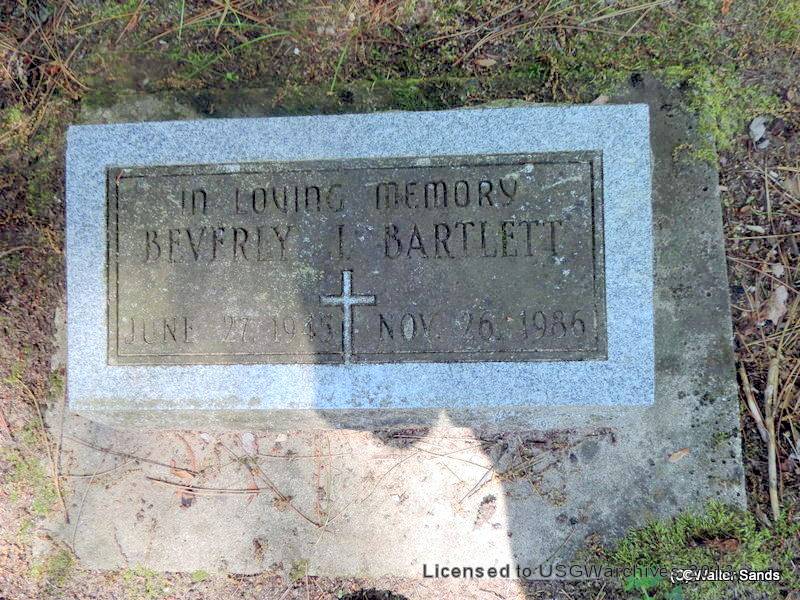 IN LOVING MEMORY
BEVERLY J. BARTLETT
JUNE 27, 1943 NOV. 26, 1986
Licensed to USGWarchives
(C) Walter Sands